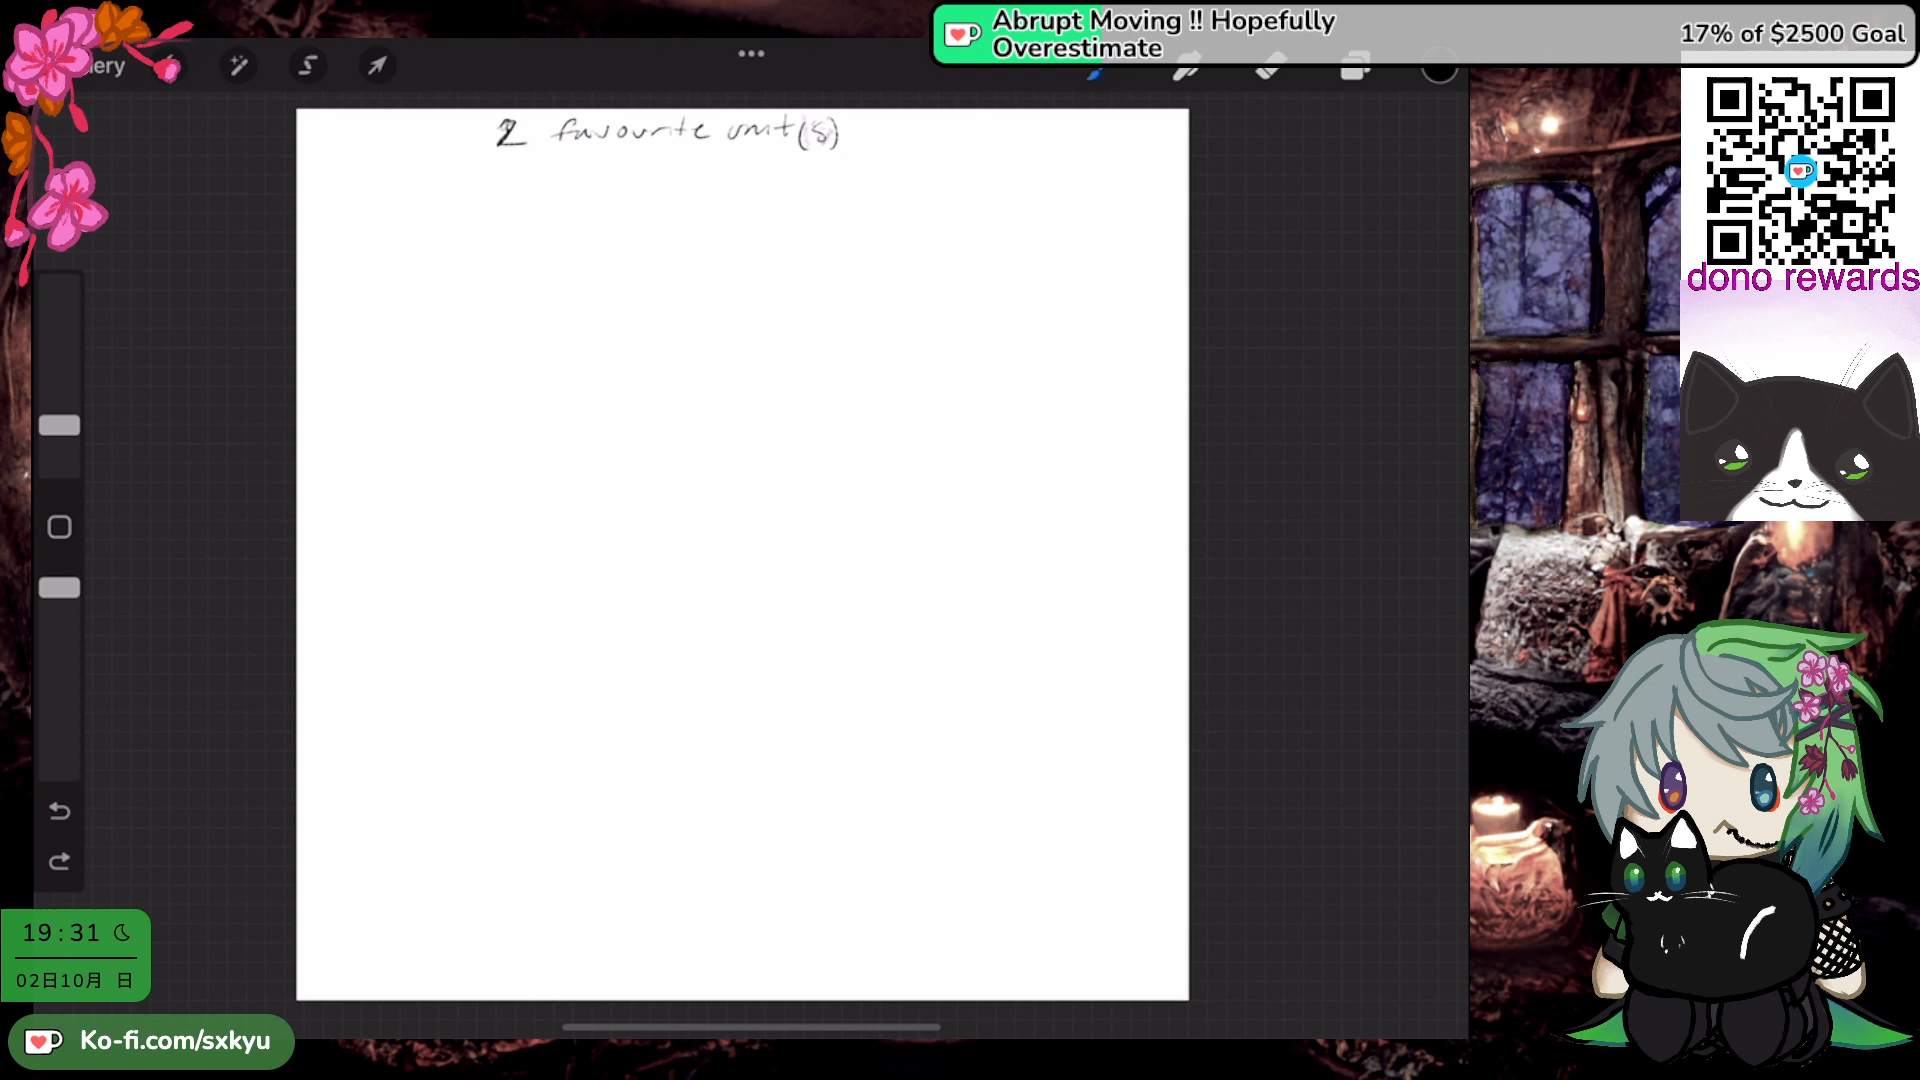 Abrupt Moving !! Hopefully
Overestimate
17% of $2500 Goal
lery
2 favourite unit(s)
dono rewards
19:31
02日10月 日
Ko-fi.com/sxkyu